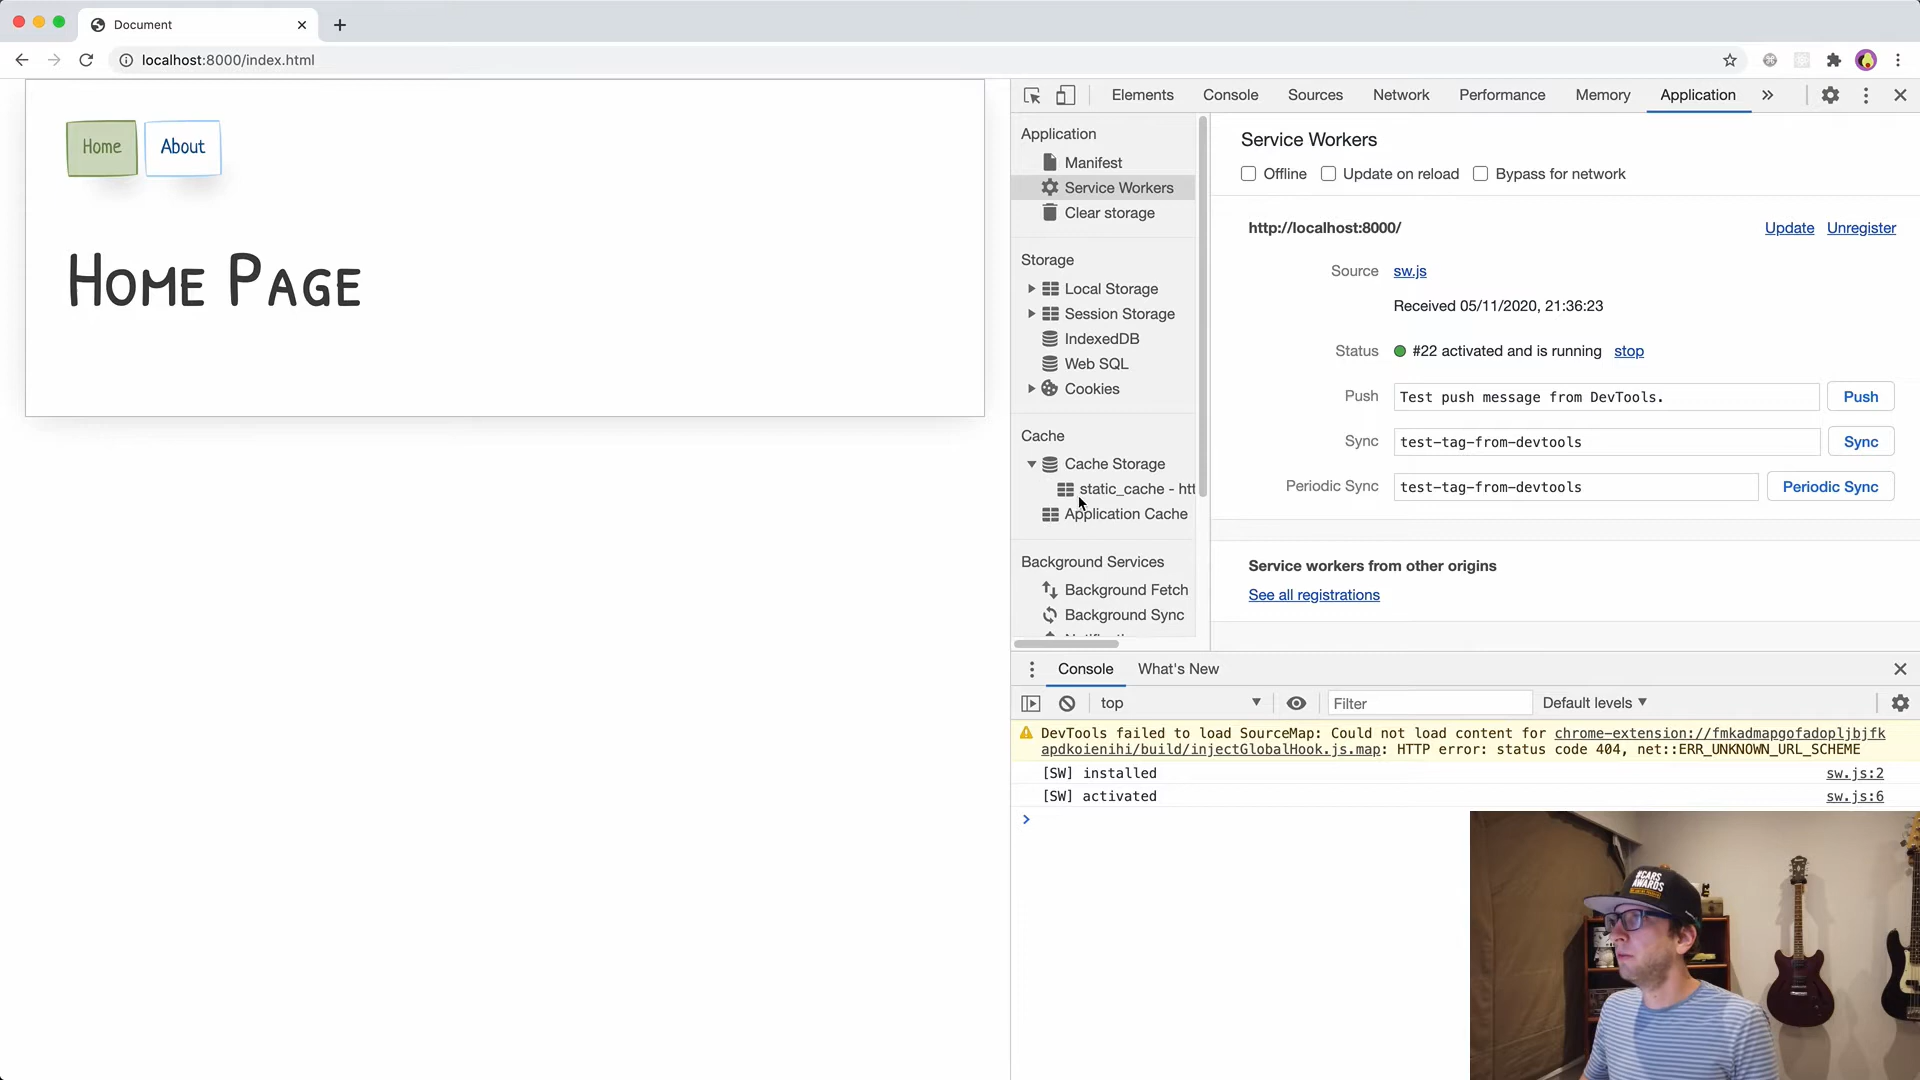 Document
localhost:8000/index.html
Home
About
Home Page
Elements
Console
Sources
Network
Performance
Memory
Application
Application
Manifest
Service Workers
Clear storage
Storage
Local Storage
Session Storage
IndexedDB
Web SQL
Cookies
Cache
Cache Storage
static_cache - htt
Application Cache
Background Services
Background Fetch
Background Sync
Service Workers
Offline
Update on reload
Bypass for network
http://localhost:8000/
Update
Unregister
Source
sw.js
Received 05/11/2020, 21:36:23
Status
#22 activated and is running
stop
Push
Test push message from DevTools.
Push
Sync
test-tag-from-devtools
Sync
Periodic Sync
test-tag-from-devtools
Periodic Sync
Service workers from other origins
See all registrations
Console
What's New
top
Filter
Default levels
DevTools failed to load SourceMap: Could not load content for chrome-extension://fmkadmapgofadopljbjfk
apdkoienihi/build/injectGlobalHook.js.map: HTTP error: status code 404, net::ERR_UNKNOWN_URL_SCHEME
[SW] installed
sw.js:2
[SW] activated
sw.js:6
>
#CARS
AWARDS